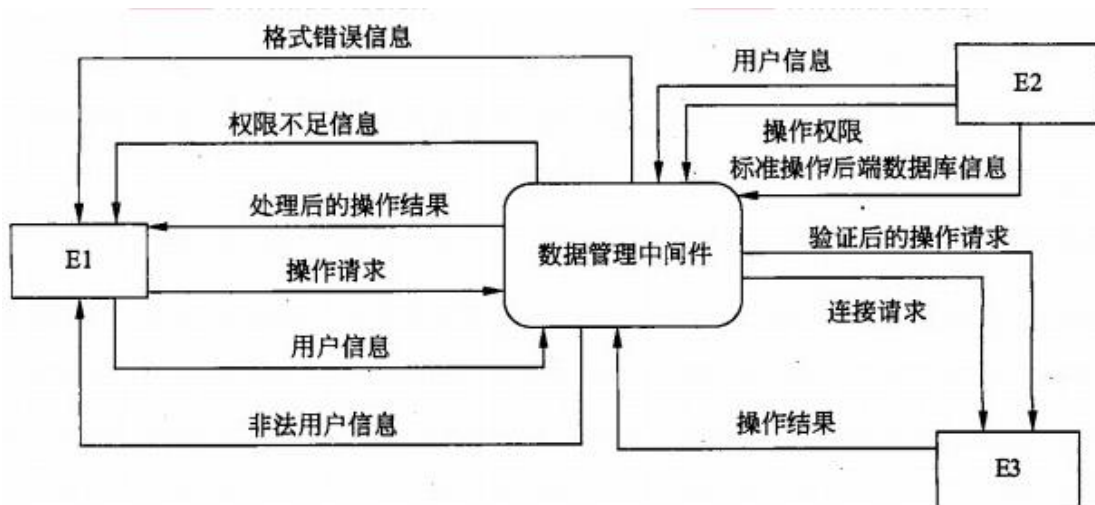 格式错误信息
用户信息
E2
权限不足信息
操作权限
标准操作/后端数据库信息
处理后的操作结果
验证后的操作请求
E1
数据管理中间件
操作请求
连接请求
用户信息
非法用户信息
操作结果
E3